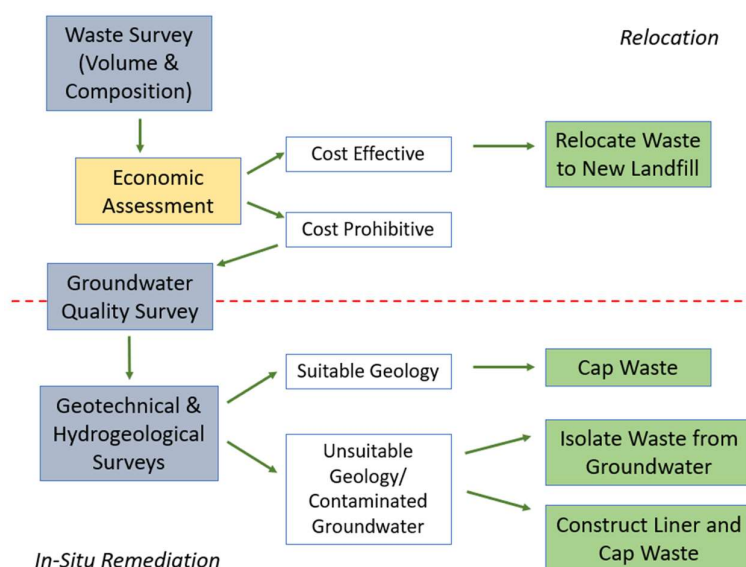 Waste Survey
(Volume &
Composition)
Relocation
Economic
Assessment
Cost Effective
Relocate Waste
to New Landfill
Cost Prohibitive
Groundwater
Quality Survey
Geotechnical &
Hydrogeological
Surveys
Suitable Geology
Cap Waste
Unsuitable
Geology/
Contaminated
Groundwater
Isolate Waste from
Groundwater
Construct Liner and
Cap Waste
In-Situ Remediation